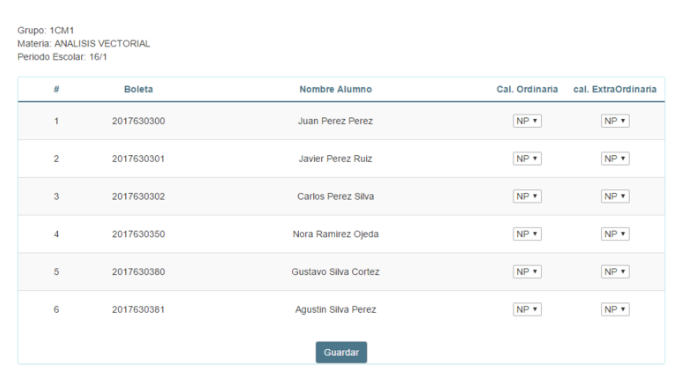 Grupo: 1CM1
Materia: ANALISIS VECTORIAL
Periodo Escolar: 16/1
# Boleta Nombre Alumno Cal. Ordinaria cal. ExtraOrdinaria
1 2017630300 Juan Perez Perez NP NP
2 2017630301 Javier Perez Ruiz NP NP
3 2017630302 Carlos Perez Silva NP NP
4 2017630350 Nora Ramirez Ojeda NP NP
5 2017630380 Gustavo Silva Cortez NP NP
6 2017630381 Agustin Silva Perez NP NP
Guardar